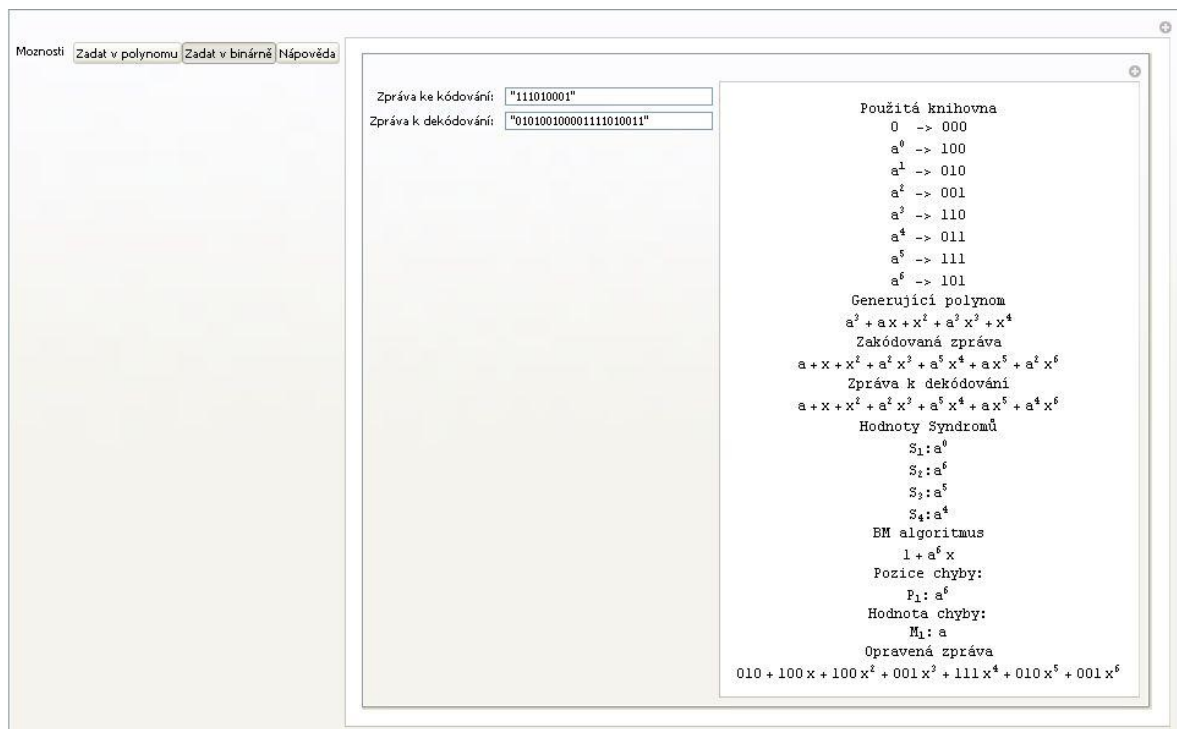 Moznosti Zadat v polynomu Zadat v binárně Nápověda
Zpráva ke kódování: "111010001"
Zpráva k dekódování: "010100100001111010011"
Použitá knihovna
0 -> 000
a⁰ -> 100
a¹ -> 010
a² -> 001
a³ -> 110
a⁴ -> 011
a⁵ -> 111
a⁶ -> 101
Generující polynom
a³ + a x + x² + a³ x³ + x⁴
Zakódovaná zpráva
a + x + x² + a² x³ + a⁵ x⁴ + a x⁵ + a² x⁶
Zpráva k dekódování
a + x + x² + a² x³ + a⁵ x⁴ + a x⁵ + a⁴ x⁶
Hodnoty Syndromů
S₁:a⁰
S₂:a⁶
S₃:a⁵
S₄:a⁴
BM algoritmus
1 + a⁶ x
Pozice chyby:
P₁: a⁶
Hodnota chyby:
M₁: a
Opravená zpráva
010 + 100 x + 100 x² + 001 x³ + 111 x⁴ + 010 x⁵ + 001 x⁶